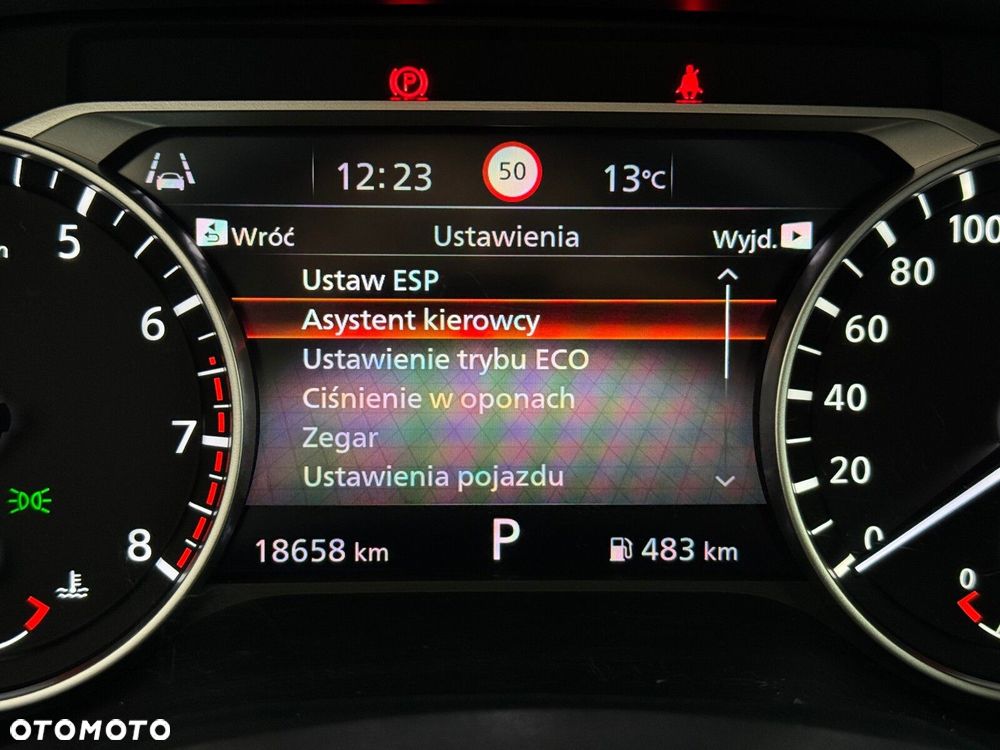 12:23 50 13°C
Wróć Ustawienia Wyjd.
Ustaw ESP
Asystent kierowcy
Ustawienie trybu ECO
Ciśnienie w oponach
Zegar
Ustawienia pojazdu
18658 km P 483 km
5
6
7
8
100
80
60
40
20
0
0
OTOMOTO